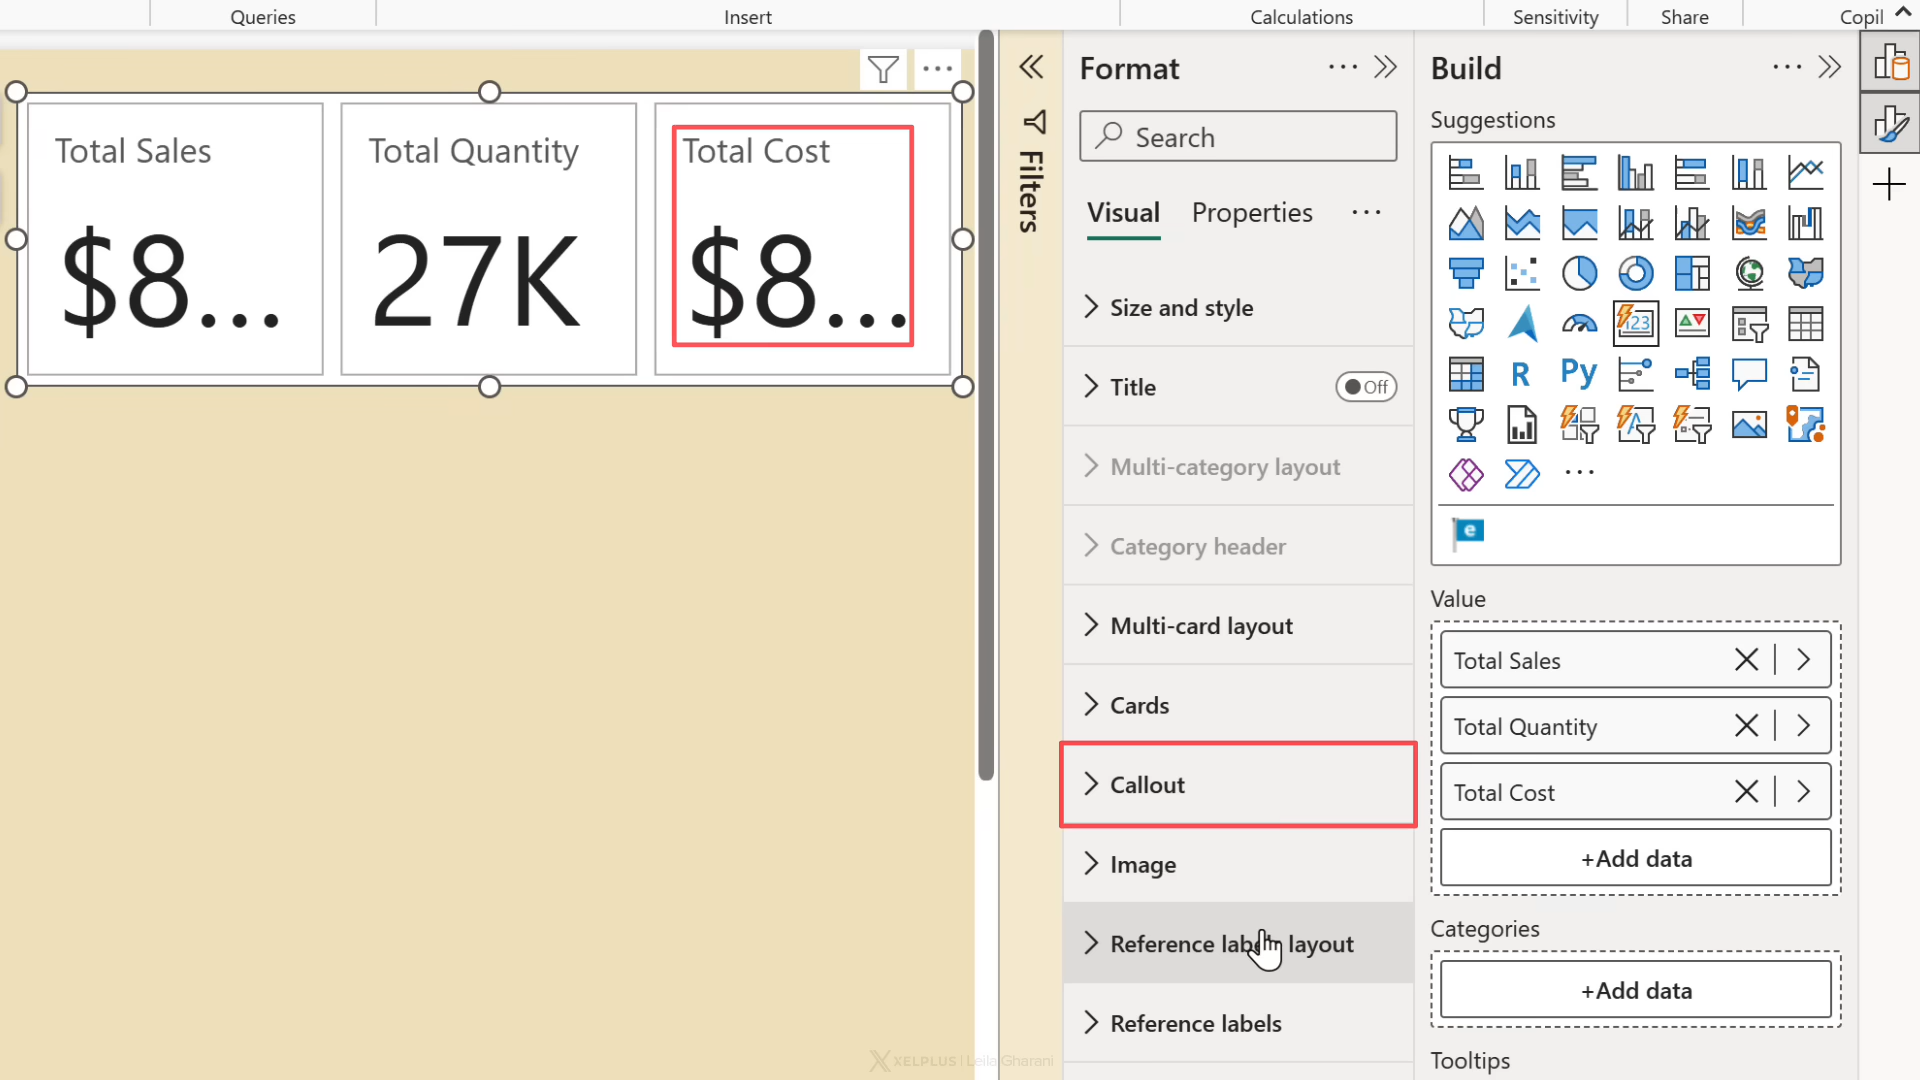 Queries
Insert
Calculations
Sensitivity
Share
Copil
Total Sales
$8...
Total Quantity
27K
Total Cost
$8...
Filters
Format
Search
Visual
Properties
Size and style
Title
Off
Multi-category layout
Category header
Multi-card layout
Cards
Callout
Image
Reference labels layout
Reference labels
Build
Suggestions
123
R
Py
e
Value
Total Sales
Total Quantity
Total Cost
+Add data
Categories
+Add data
Tooltips
XELPLUS | Leila Gharani